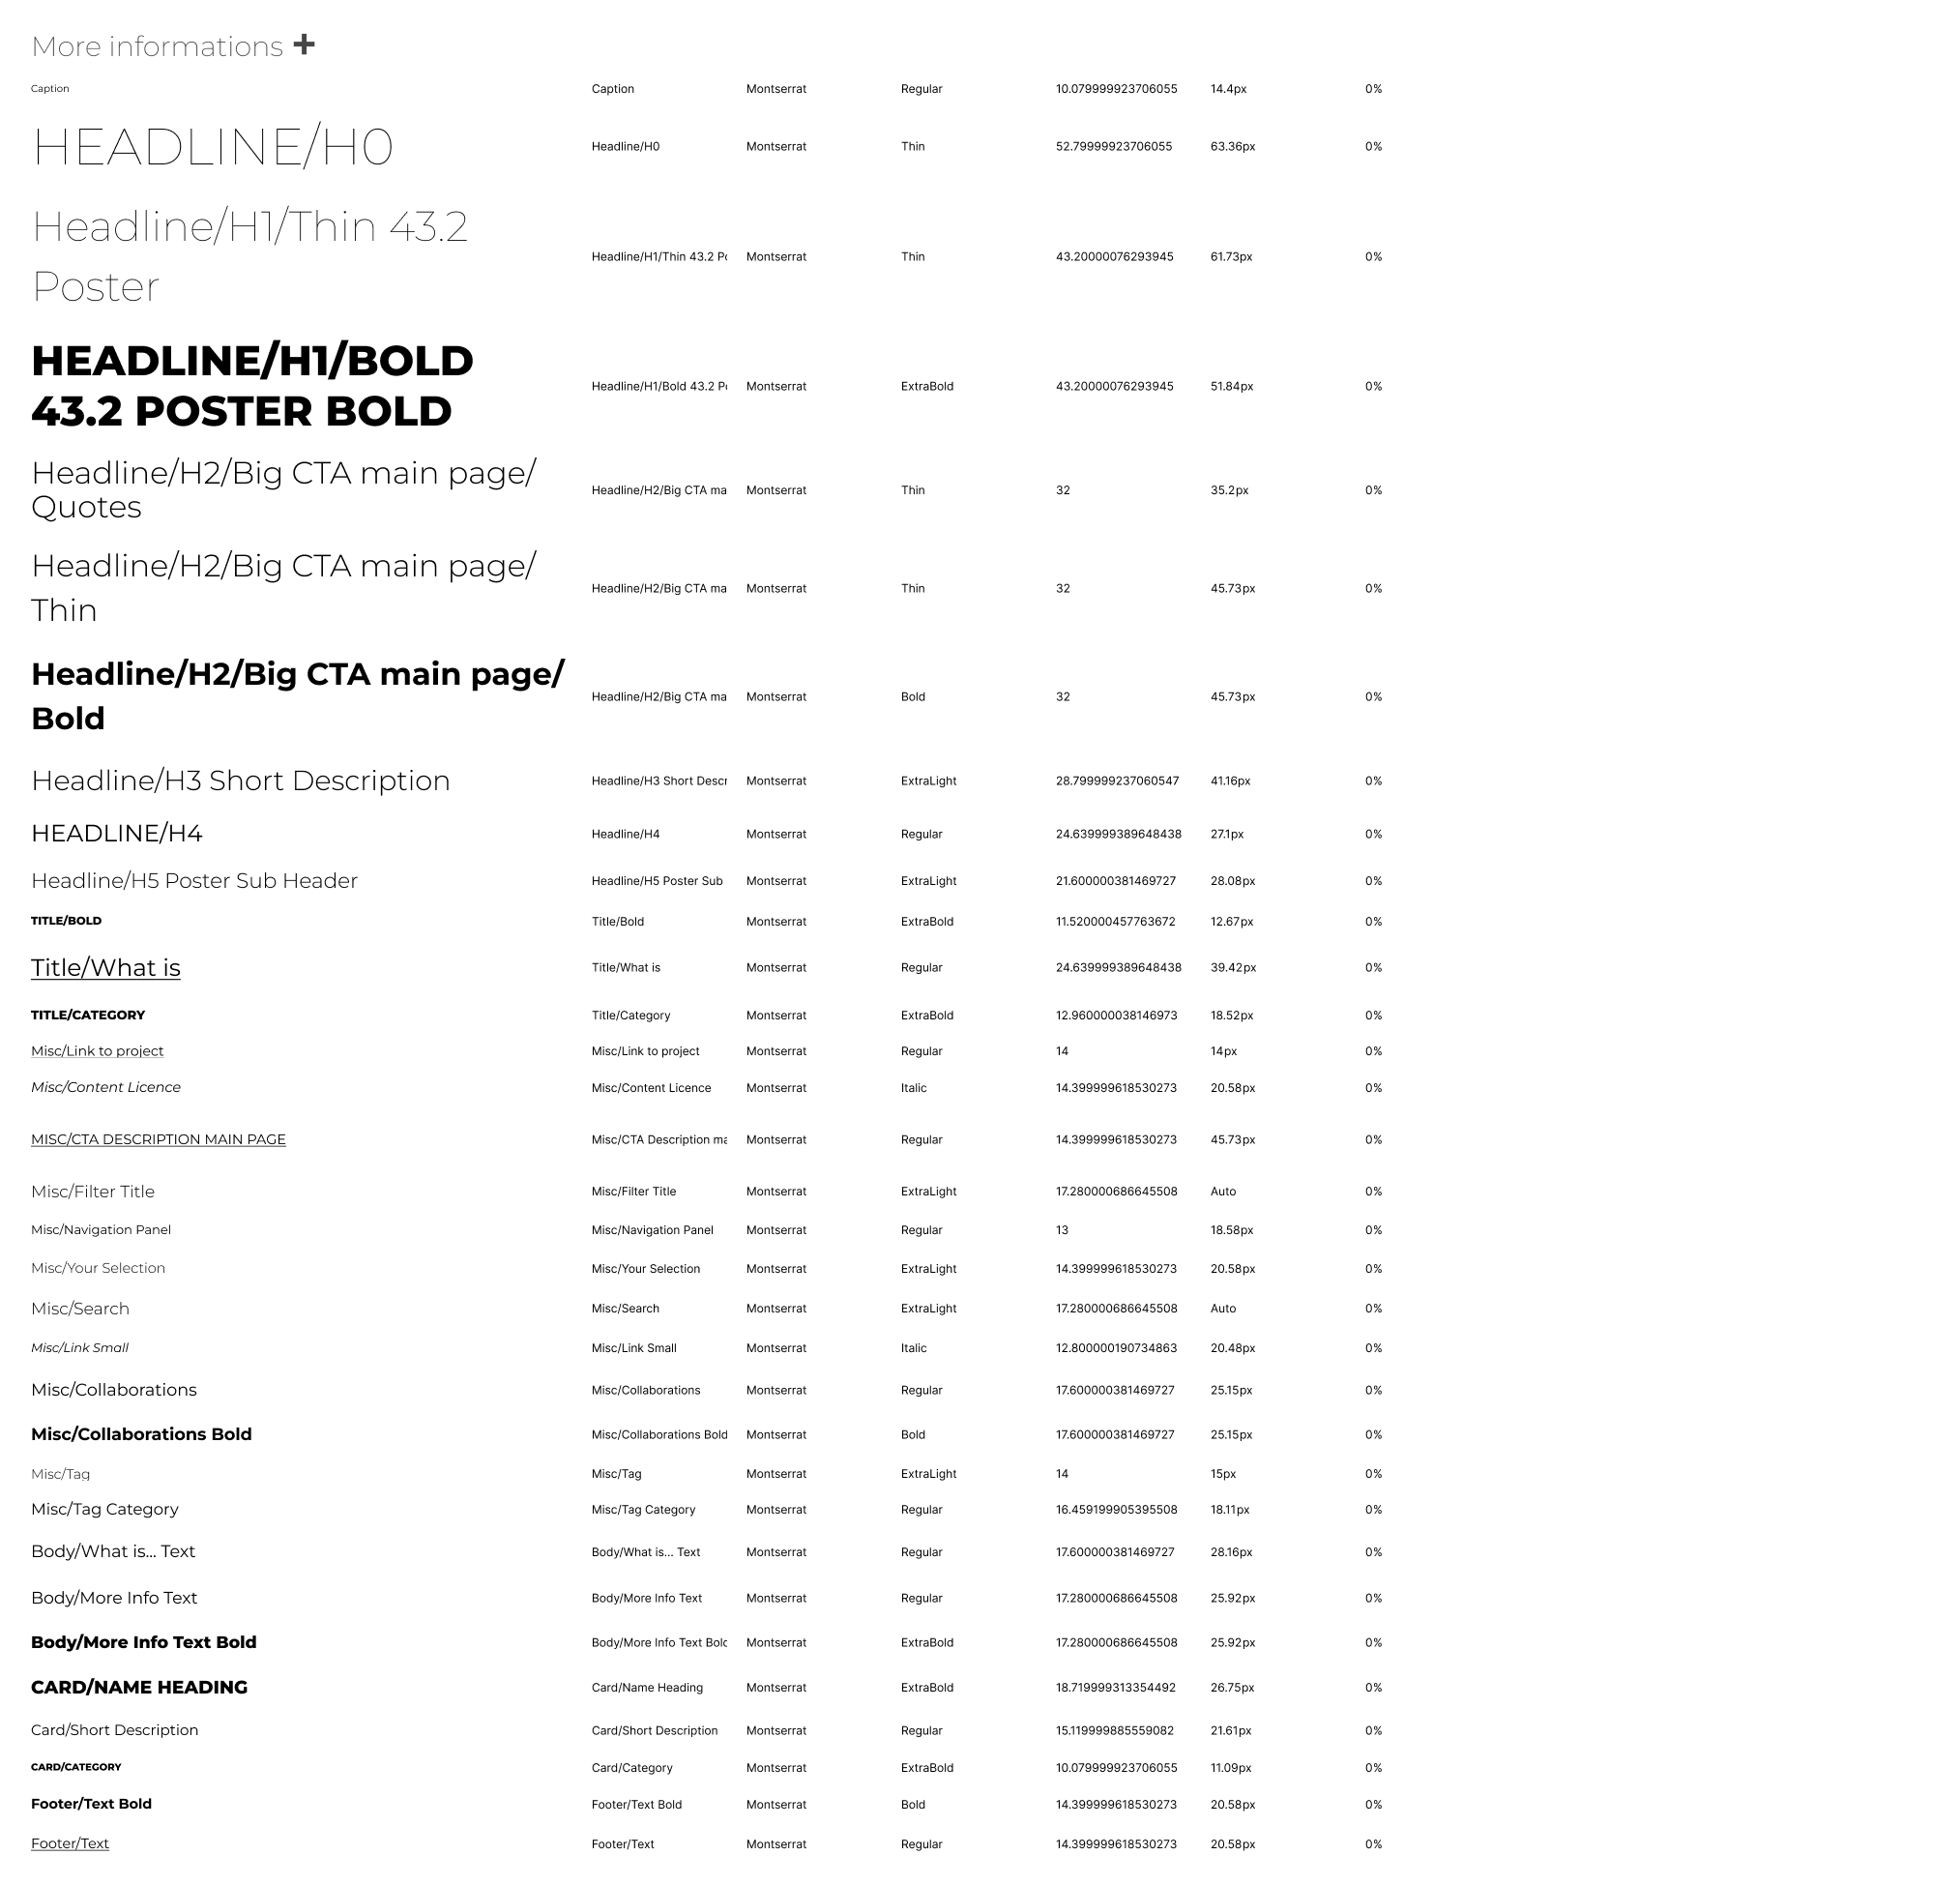 More informations +
Caption Caption Montserrat Regular 10.079999923706055 14.4px 0%
HEADLINE/H0 Headline/H0 Montserrat Thin 52.79999923706055 63.36px 0%
Headline/H1/Thin 43.2
Poster
Headline/H1/Thin 43.2 Po Montserrat Thin 43.20000076293945 61.73px 0%
HEADLINE/H1/BOLD
43.2 POSTER BOLD
Headline/H1/Bold 43.2 Po Montserrat ExtraBold 43.20000076293945 51.84px 0%
Headline/H2/Big CTA main page/
Quotes
Headline/H2/Big CTA ma Montserrat Thin 32 35.2px 0%
Headline/H2/Big CTA main page/
Thin
Headline/H2/Big CTA ma Montserrat Thin 32 45.73px 0%
Headline/H2/Big CTA main page/
Bold
Headline/H2/Big CTA ma Montserrat Bold 32 45.73px 0%
Headline/H3 Short Description Headline/H3 Short Descr Montserrat ExtraLight 28.799999237060547 41.16px 0%
HEADLINE/H4 Headline/H4 Montserrat Regular 24.639999389648438 27.1px 0%
Headline/H5 Poster Sub Header Headline/H5 Poster Sub Montserrat ExtraLight 21.600000381469727 28.08px 0%
TITLE/BOLD Title/Bold Montserrat ExtraBold 11.520000457763672 12.67px 0%
Title/What is Title/What is Montserrat Regular 24.639999389648438 39.42px 0%
TITLE/CATEGORY Title/Category Montserrat ExtraBold 12.960000038146973 18.52px 0%
Misc/Link to project Misc/Link to project Montserrat Regular 14 14px 0%
Misc/Content Licence Misc/Content Licence Montserrat Italic 14.399999618530273 20.58px 0%
MISC/CTA DESCRIPTION MAIN PAGE Misc/CTA Description ma Montserrat Regular 14.399999618530273 45.73px 0%
Misc/Filter Title Misc/Filter Title Montserrat ExtraLight 17.280000686645508 Auto 0%
Misc/Navigation Panel Misc/Navigation Panel Montserrat Regular 13 18.58px 0%
Misc/Your Selection Misc/Your Selection Montserrat ExtraLight 14.399999618530273 20.58px 0%
Misc/Search Misc/Search Montserrat ExtraLight 17.280000686645508 Auto 0%
Misc/Link Small Misc/Link Small Montserrat Italic 12.800000190734863 20.48px 0%
Misc/Collaborations Misc/Collaborations Montserrat Regular 17.600000381469727 25.15px 0%
Misc/Collaborations Bold Misc/Collaborations Bold Montserrat Bold 17.600000381469727 25.15px 0%
Misc/Tag Misc/Tag Montserrat ExtraLight 14 15px 0%
Misc/Tag Category Misc/Tag Category Montserrat Regular 16.459199905395508 18.11px 0%
Body/What is... Text Body/What is... Text Montserrat Regular 17.600000381469727 28.16px 0%
Body/More Info Text Body/More Info Text Montserrat Regular 17.280000686645508 25.92px 0%
Body/More Info Text Bold Body/More Info Text Bold Montserrat ExtraBold 17.280000686645508 25.92px 0%
CARD/NAME HEADING Card/Name Heading Montserrat ExtraBold 18.719999313354492 26.75px 0%
Card/Short Description Card/Short Description Montserrat Regular 15.119999885559082 21.61px 0%
CARD/CATEGORY Card/Category Montserrat ExtraBold 10.079999923706055 11.09px 0%
Footer/Text Bold Footer/Text Bold Montserrat Bold 14.399999618530273 20.58px 0%
Footer/Text Footer/Text Montserrat Regular 14.399999618530273 20.58px 0%